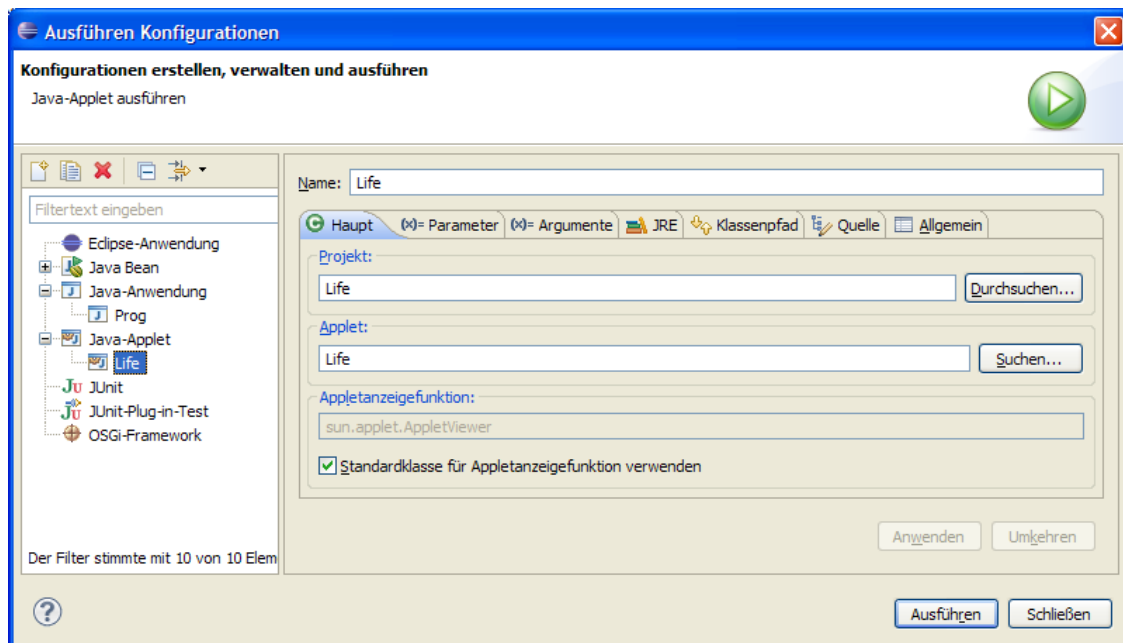 Ausführen Konfigurationen
Konfigurationen erstellen, verwalten und ausführen
Java-Applet ausführen
Filtertext eingeben
Eclipse-Anwendung
Java Bean
Java-Anwendung
Prog
Java-Applet
Life
JUnit
JUnit-Plug-in-Test
OSGi-Framework
Der Filter stimmte mit 10 von 10 Elem
Name: Life
Haupt (x)= Parameter (x)= Argumente JRE Klassenpfad Quelle Allgemein
Projekt:
Life Durchsuchen...
Applet:
Life Suchen...
Appletanzeigefunktion:
sun.applet.AppletViewer
Standardklasse für Appletanzeigefunktion verwenden
Anwenden Umkehren
Ausführen Schließen